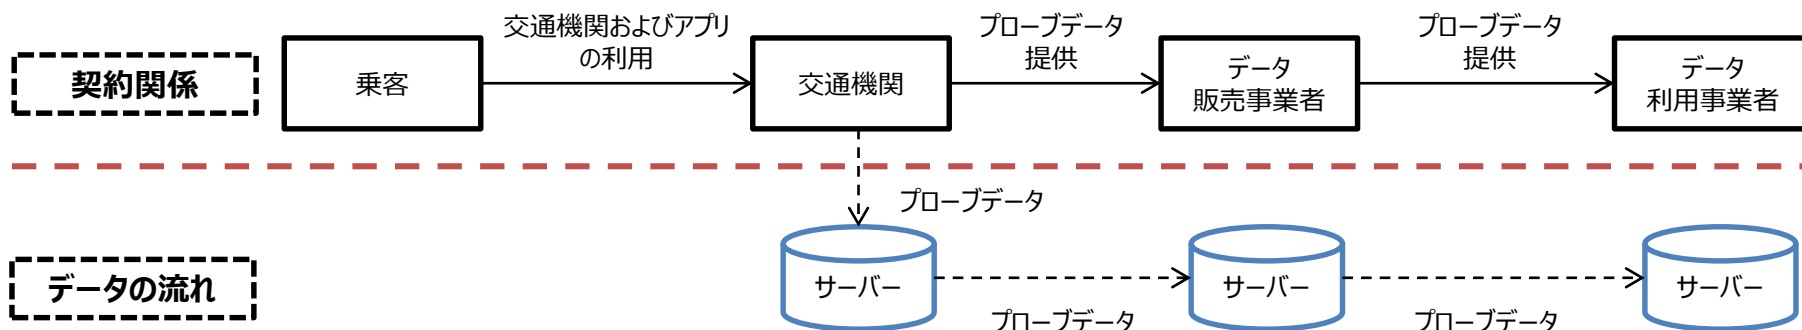 契約関係
乗客
交通機関およびアプリ
の利用
交通機関
プローブデータ
提供
データ
販売事業者
プローブデータ
提供
データ
利用事業者
プローブデータ
データの流れ
サーバー
プローブデータ
サーバー
プローブデータ
サーバー